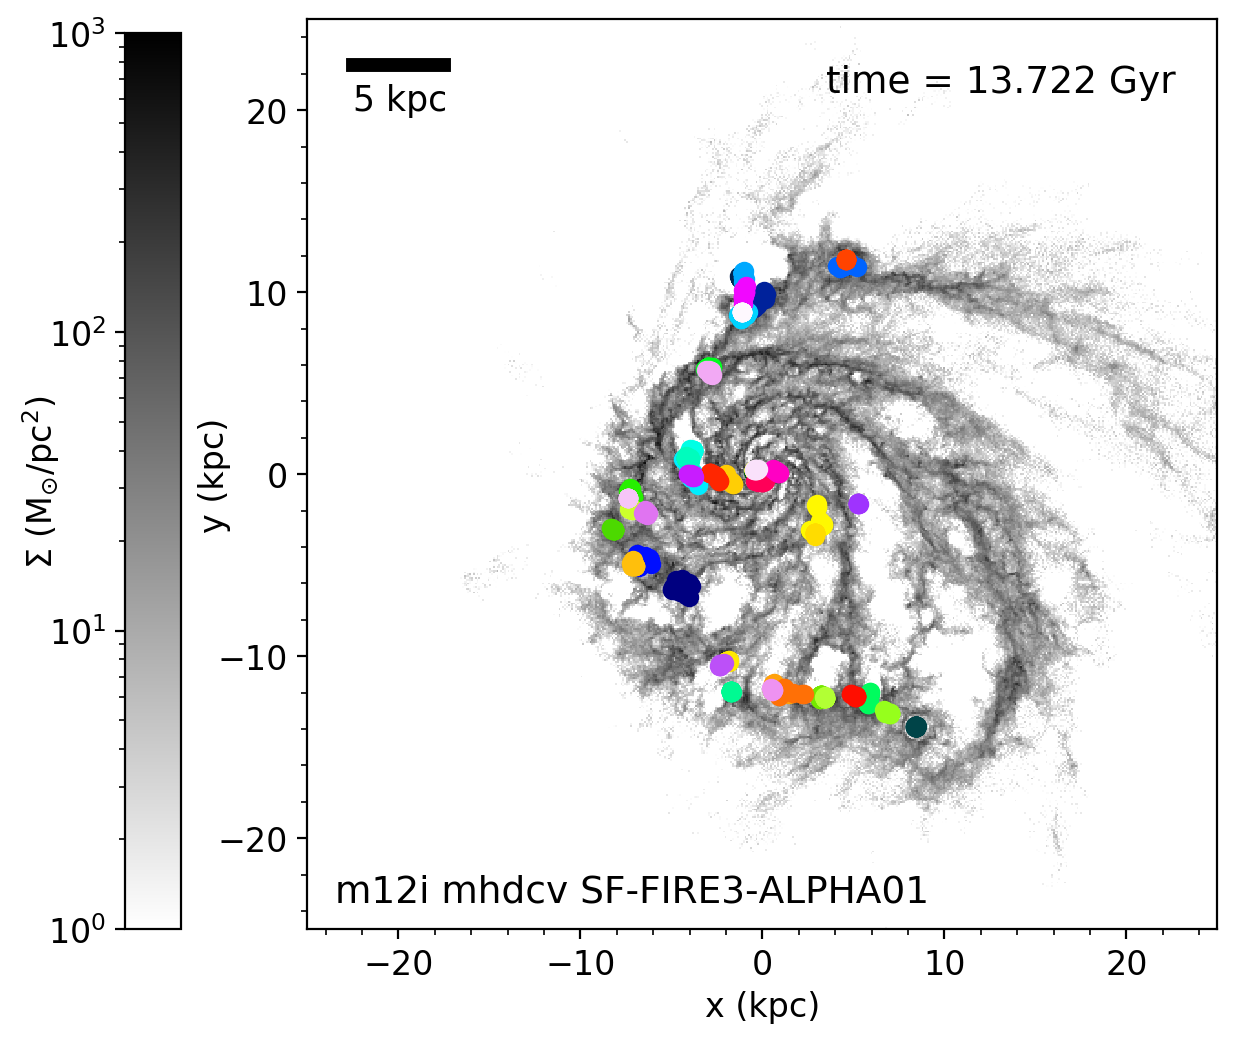 10³
10²
10¹
10⁰
Σ (M☉/pc²)
5 kpc
time = 13.722 Gyr
20
10
0
−10
−20
y (kpc)
m12i mhdcv SF-FIRE3-ALPHA01
−20 −10 0 10 20
x (kpc)